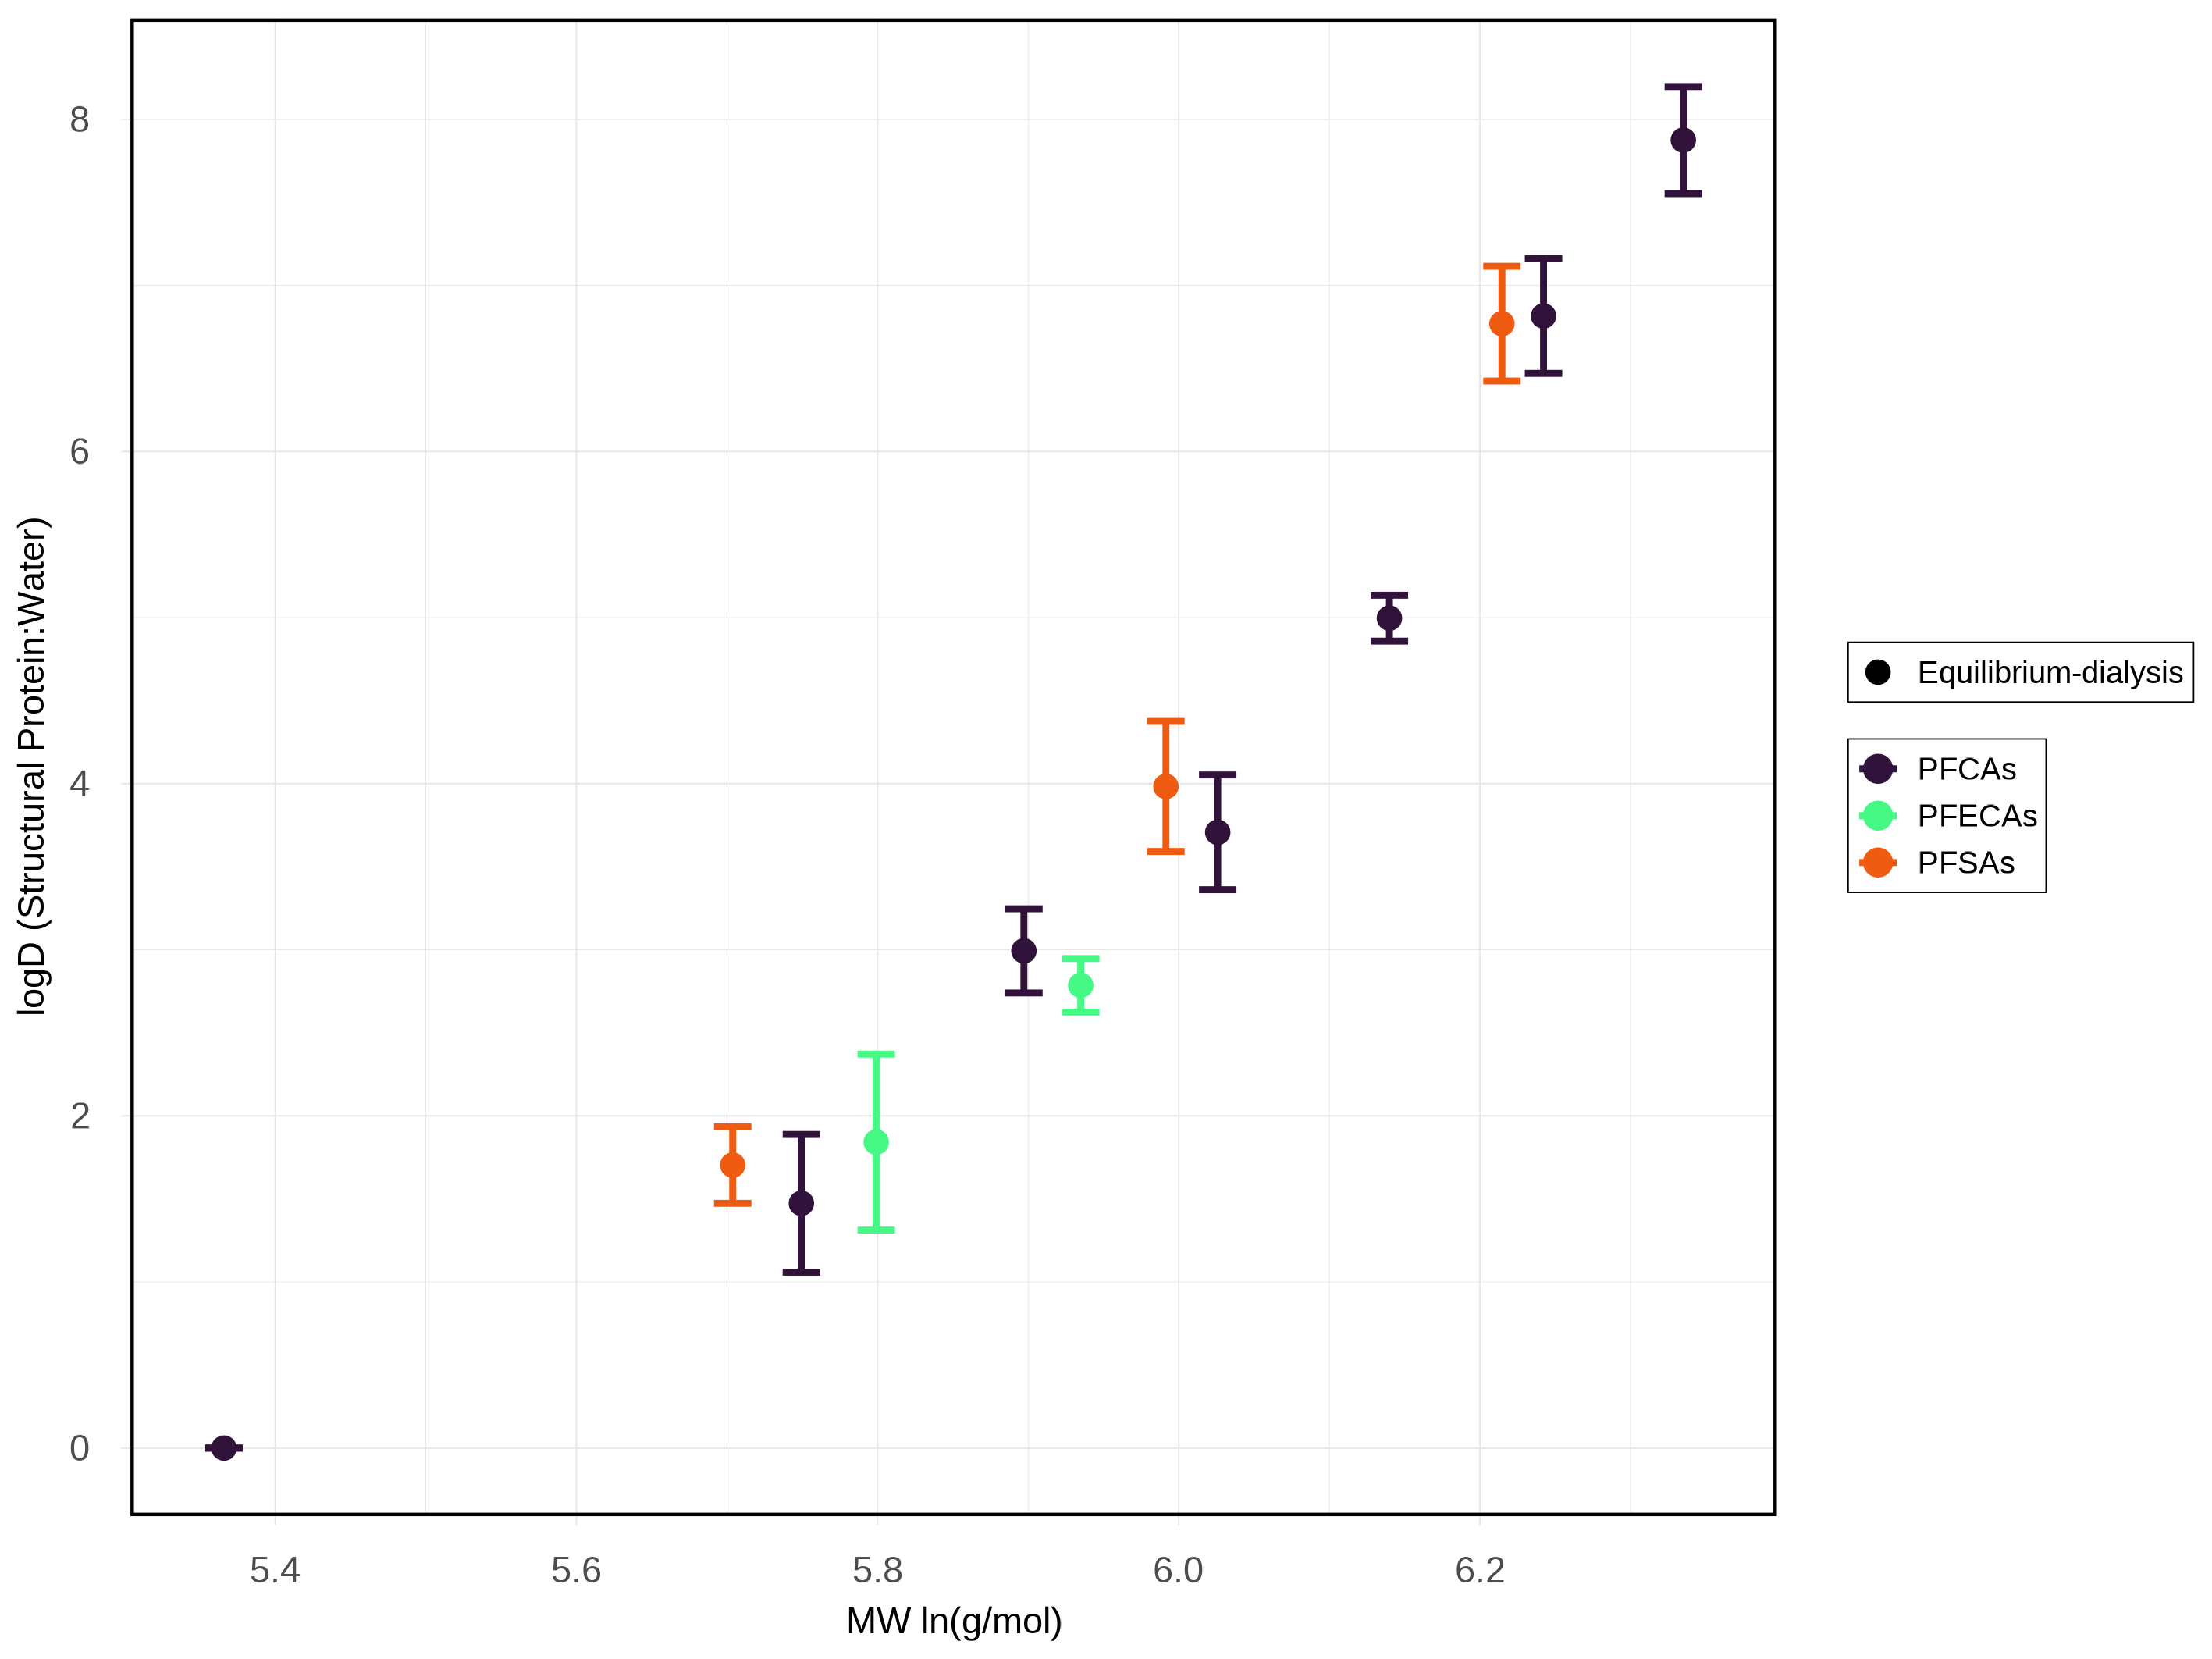 8
6
4
2
0
logD (Structural Protein:Water)
5.4 5.6 5.8 6.0 6.2
MW ln(g/mol)
Equilibrium-dialysis
PFCAs
PFECAs
PFSAs